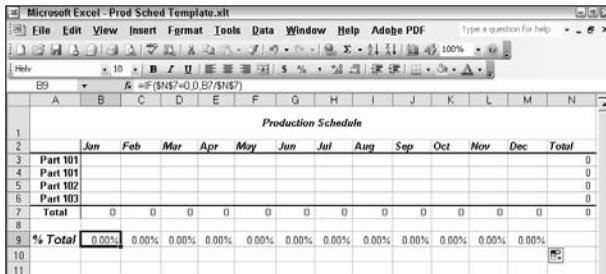 Microsoft Excel - Prod Sched Template.xlt
File Edit View Insert Format Tools Data Window Help Adobe PDF Type a question for help
100%
Helv 10 B I U $ % , A
B9 fx =IF($N$7=0,0,B7/$N$7)
A B C D E F G H I J K L M N
1 Production Schedule
2 Jan Feb Mar Apr May Jun Jul Aug Sep Oct Nov Dec Total
3 Part 101 0
4 Part 101 0
5 Part 102 0
6 Part 103 0
7 Total 0 0 0 0 0 0 0 0 0 0 0 0 0
8
9 % Total 0.00% 0.00% 0.00% 0.00% 0.00% 0.00% 0.00% 0.00% 0.00% 0.00% 0.00% 0.00%
10
11